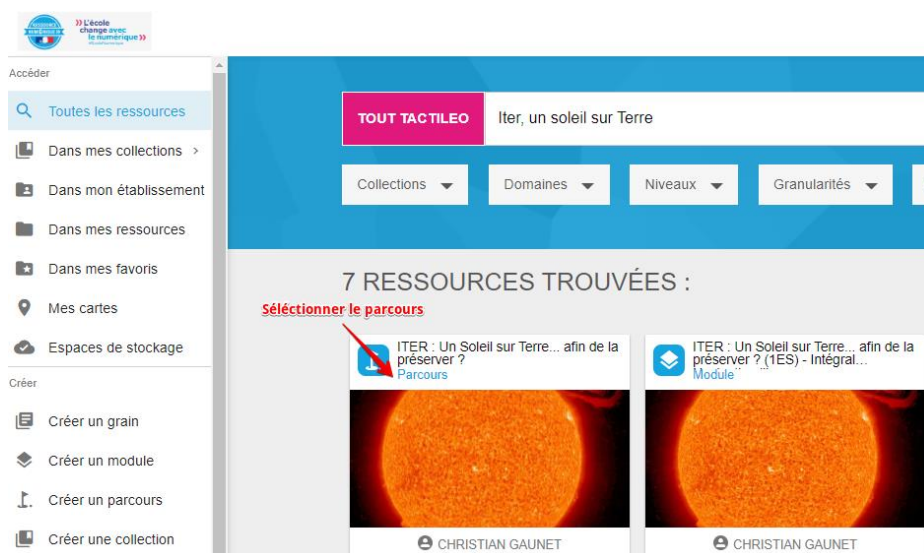 L'école
change avec
le numérique
Accéder
Toutes les ressources
Dans mes collections
Dans mon établissement
Dans mes ressources
Dans mes favoris
Mes cartes
Espaces de stockage
Créer
Créer un grain
Créer un module
Créer un parcours
Créer une collection
TOUT TACTILEO
Iter, un soleil sur Terre
Collections
Domaines
Niveaux
Granularités
7 RESSOURCES TROUVÉES :
Séléctionner le parcours
ITER : Un Soleil sur Terre... afin de la
préserver ?
Parcours
CHRISTIAN GAUNET
ITER : Un Soleil sur Terre... afin de la
préserver ? (1ES) - Intégral...
Module
CHRISTIAN GAUNET